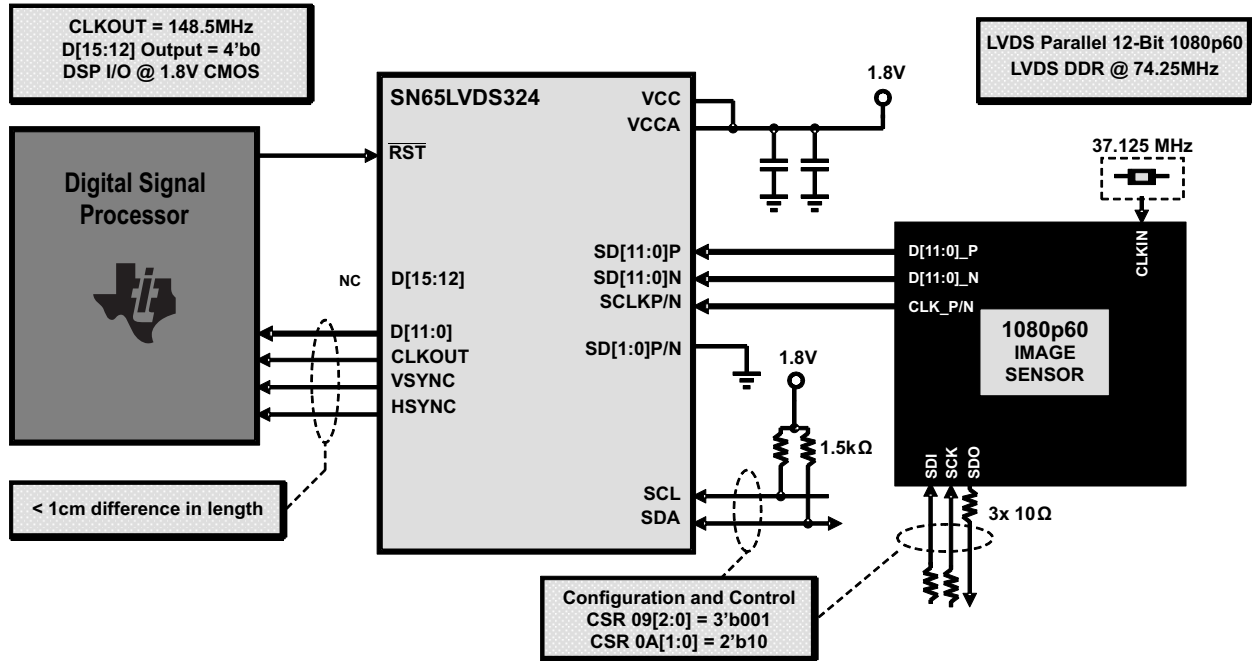 CLKOUT = 148.5MHz
D[15:12] Output = 4'b0
DSP I/O @ 1.8V CMOS
LVDS Parallel 12-Bit 1080p60
LVDS DDR @ 74.25MHz
Digital Signal
Processor
SN65LVDS324
RST
VCC
VCCA
1.8V
37.125 MHz
CLKIN
NC
D[15:12]
D[11:0]
CLKOUT
VSYNC
HSYNC
SD[11:0]P
SD[11:0]N
SCLKP/N
SD[1:0]P/N
D[11:0]_P
D[11:0]_N
CLK_P/N
1080p60
IMAGE
SENSOR
1.8V
1.5kΩ
SCL
SDA
SDI
SCK
SDO
3x 10Ω
< 1cm difference in length
Configuration and Control
CSR 09[2:0] = 3'b001
CSR 0A[1:0] = 2'b10